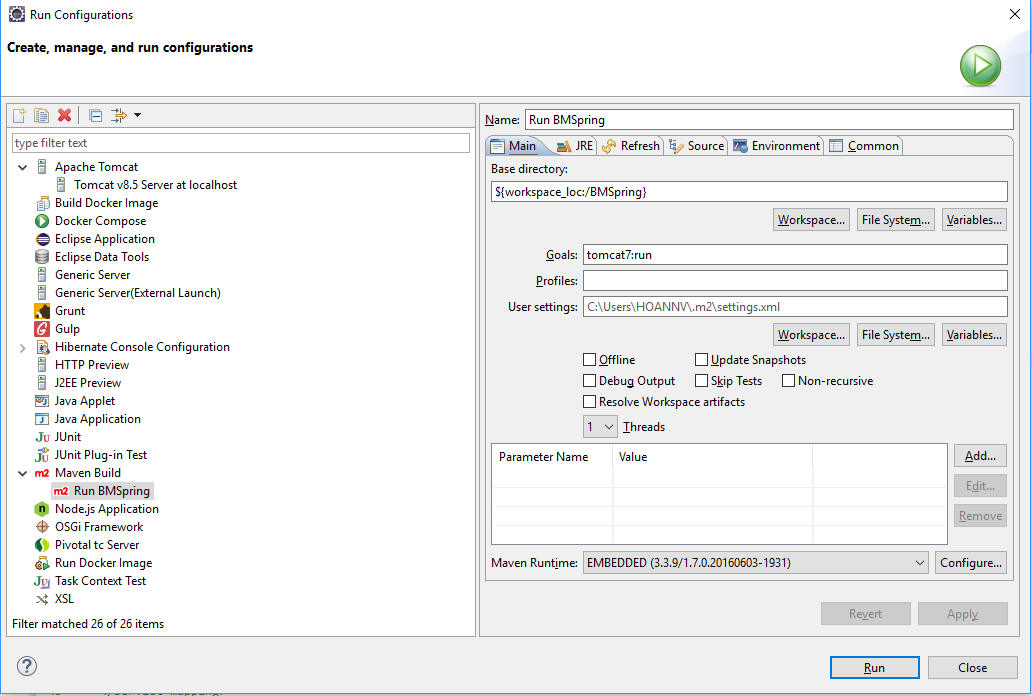 Run Configurations
Create, manage, and run configurations
type filter text
Apache Tomcat
Tomcat v8.5 Server at localhost
Build Docker Image
Docker Compose
Eclipse Application
Eclipse Data Tools
Generic Server
Generic Server(External Launch)
Grunt
Gulp
Hibernate Console Configuration
HTTP Preview
J2EE Preview
Java Applet
Java Application
JUnit
JUnit Plug-in Test
Maven Build
Run BMSpring
Node.js Application
OSGi Framework
Pivotal tc Server
Run Docker Image
Task Context Test
XSL
Filter matched 26 of 26 items
Name: Run BMSpring
Main JRE Refresh Source Environment Common
Base directory:
${workspace_loc:/BMSpring}
Workspace... File System... Variables...
Goals: tomcat7:run
Profiles:
User settings: C:\Users\HOANNV\.m2\settings.xml
Workspace... File System... Variables...
Offline Update Snapshots
Debug Output Skip Tests Non-recursive
Resolve Workspace artifacts
1 Threads
Parameter Name Value
Add...
Edit...
Remove
Maven Runtime: EMBEDDED (3.3.9/1.7.0.20160603-1931) Configure...
Revert Apply
Run Close